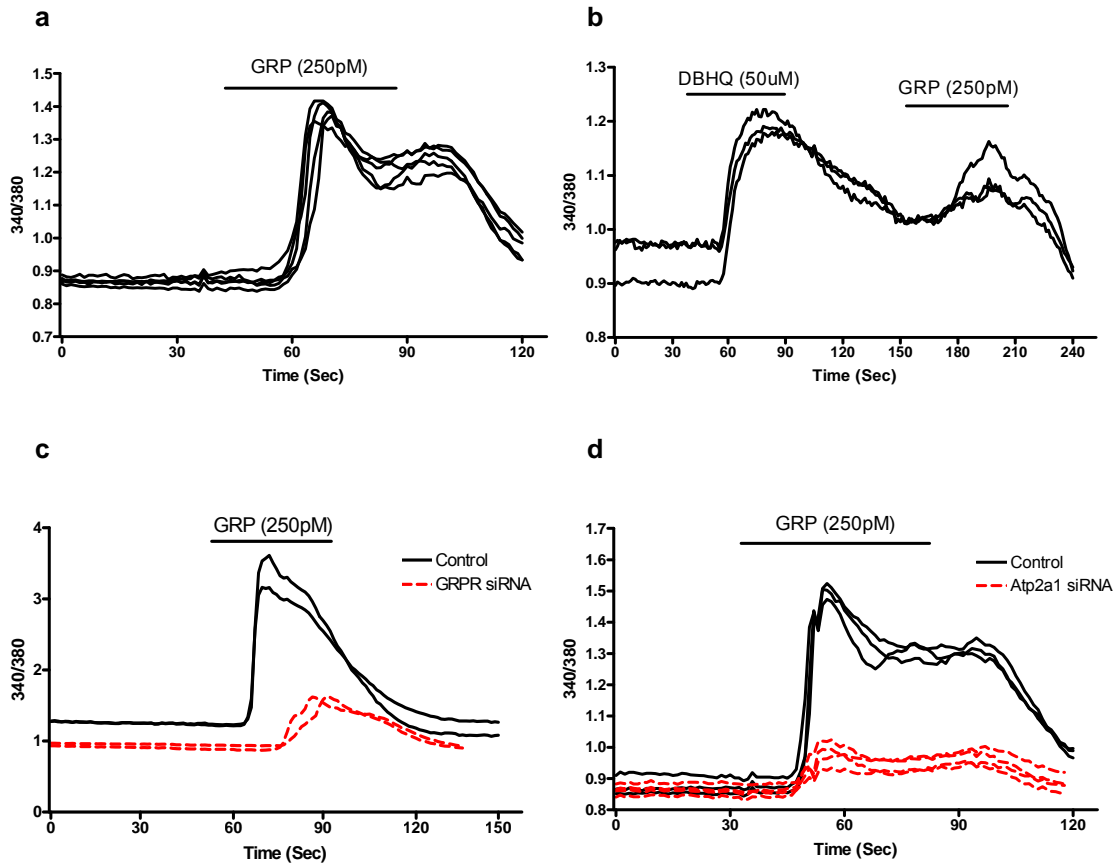 a
GRP (250pM)
1.5
1.4
1.3
1.2
1.1
1.0
0.9
0.8
0.7
340/380
0 30 60 90 120
Time (Sec)
b
DBHQ (50uM)
GRP (250pM)
1.3
1.2
1.1
1.0
0.9
0.8
340/380
0 30 60 90 120 150 180 210 240
Time (Sec)
c
GRP (250pM)
Control
GRPR siRNA
4
3
2
1
0
340/380
0 30 60 90 120 150
Time (Sec)
d
GRP (250pM)
Control
Atp2a1 siRNA
1.7
1.6
1.5
1.4
1.3
1.2
1.1
1.0
0.9
0.8
340/380
0 30 60 90 120
Time (Sec)